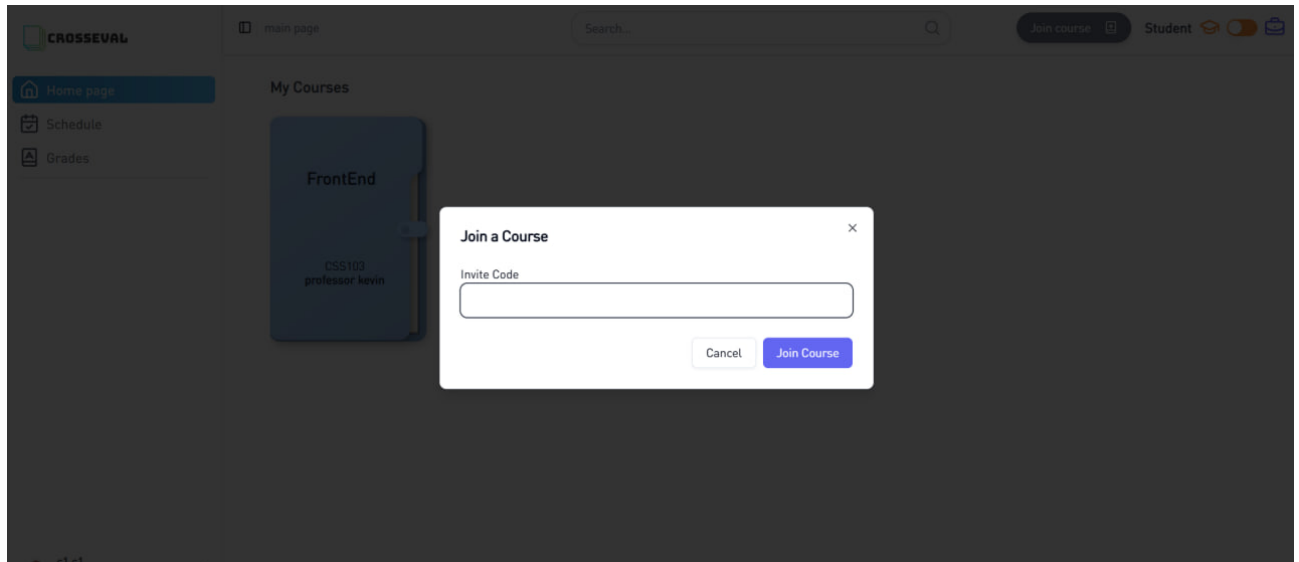 CROSSEVAL
main page
Search...
Join course
Student
Home page
Schedule
Grades
My Courses
FrontEnd
CSS103
professor kevin
Join a Course
Invite Code
Cancel
Join Course